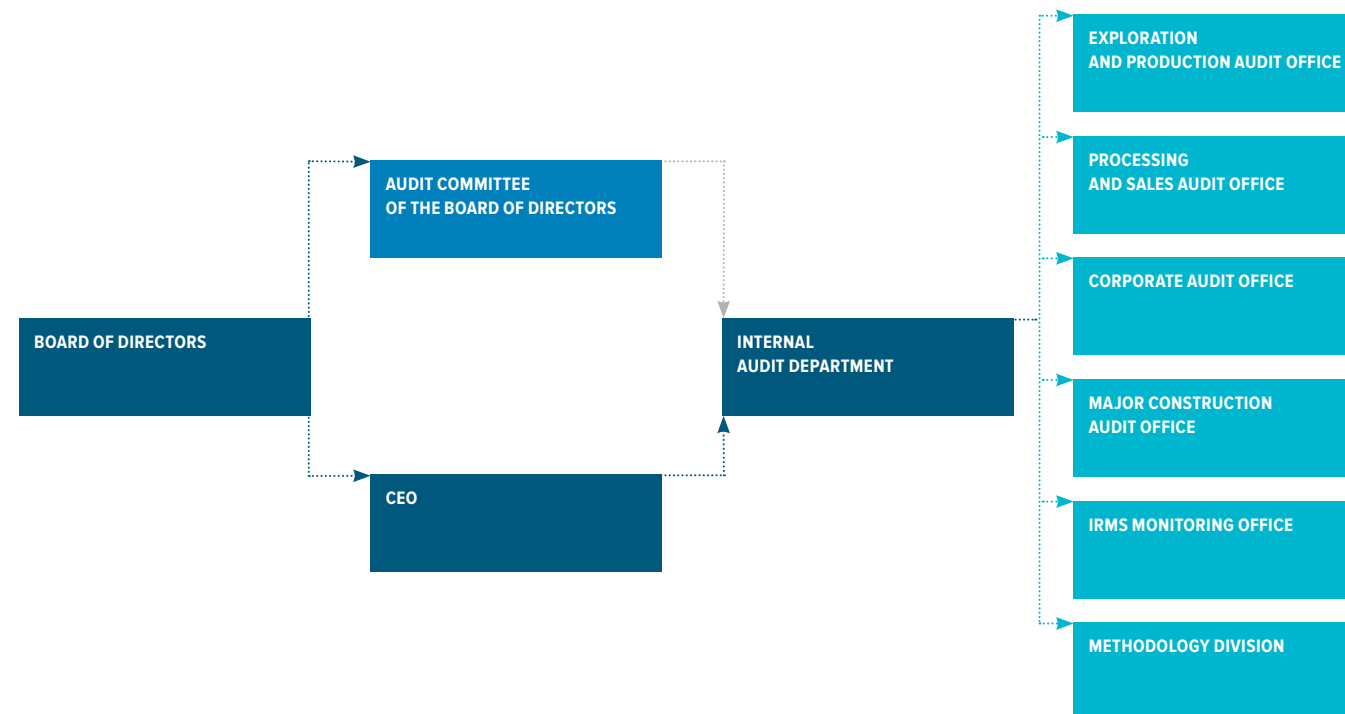 BOARD OF DIRECTORS
AUDIT COMMITTEE
OF THE BOARD OF DIRECTORS
CEO
INTERNAL
AUDIT DEPARTMENT
EXPLORATION
AND PRODUCTION AUDIT OFFICE
PROCESSING
AND SALES AUDIT OFFICE
CORPORATE AUDIT OFFICE
MAJOR CONSTRUCTION
AUDIT OFFICE
IRMS MONITORING OFFICE
METHODOLOGY DIVISION